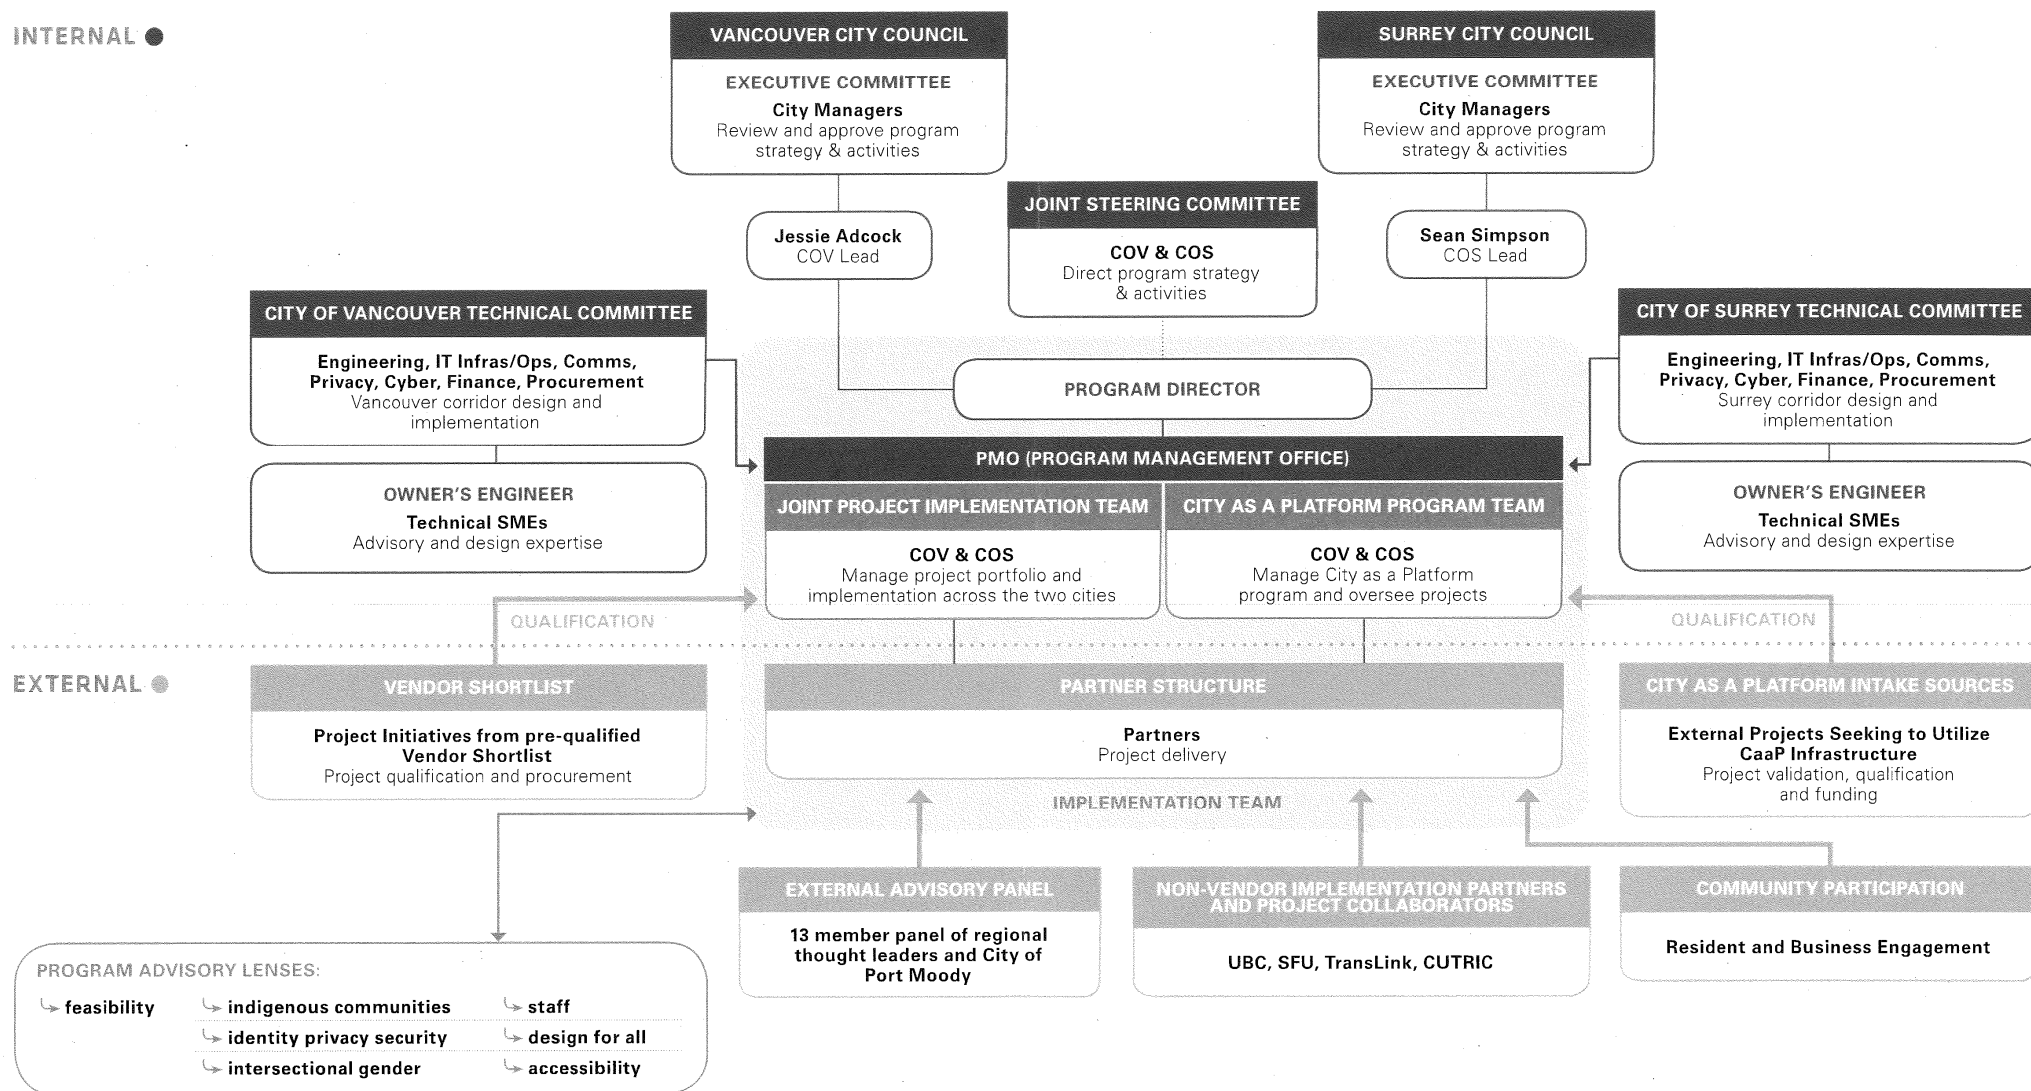 INTERNAL
VANCOUVER CITY COUNCIL
EXECUTIVE COMMITTEE
City Managers
Review and approve program
strategy & activities
SURREY CITY COUNCIL
EXECUTIVE COMMITTEE
City Managers
Review and approve program
strategy & activities
Jessie Adcock
COV Lead
JOINT STEERING COMMITTEE
COV & COS
Direct program strategy
& activities
Sean Simpson
COS Lead
CITY OF VANCOUVER TECHNICAL COMMITTEE
Engineering, IT Infras/Ops, Comms,
Privacy, Cyber, Finance, Procurement
Vancouver corridor design and
implementation
PROGRAM DIRECTOR
CITY OF SURREY TECHNICAL COMMITTEE
Engineering, IT Infras/Ops, Comms,
Privacy, Cyber, Finance, Procurement
Surrey corridor design and
implementation
OWNER'S ENGINEER
Technical SMEs
Advisory and design expertise
PMO (PROGRAM MANAGEMENT OFFICE)
JOINT PROJECT IMPLEMENTATION TEAM
COV & COS
Manage project portfolio and
implementation across the two cities
CITY AS A PLATFORM PROGRAM TEAM
COV & COS
Manage City as a Platform
program and oversee projects
OWNER'S ENGINEER
Technical SMEs
Advisory and design expertise
QUALIFICATION
QUALIFICATION
EXTERNAL
VENDOR SHORTLIST
Project Initiatives from pre-qualified
Vendor Shortlist
Project qualification and procurement
PARTNER STRUCTURE
Partners
Project delivery
CITY AS A PLATFORM INTAKE SOURCES
External Projects Seeking to Utilize
CaaP Infrastructure
Project validation, qualification
and funding
IMPLEMENTATION TEAM
EXTERNAL ADVISORY PANEL
13 member panel of regional
thought leaders and City of
Port Moody
NON-VENDOR IMPLEMENTATION PARTNERS
AND PROJECT COLLABORATORS
UBC, SFU, TransLink, CUTRIC
COMMUNITY PARTICIPATION
Resident and Business Engagement
PROGRAM ADVISORY LENSES:
feasibility
indigenous communities
identity privacy security
intersectional gender
staff
design for all
accessibility